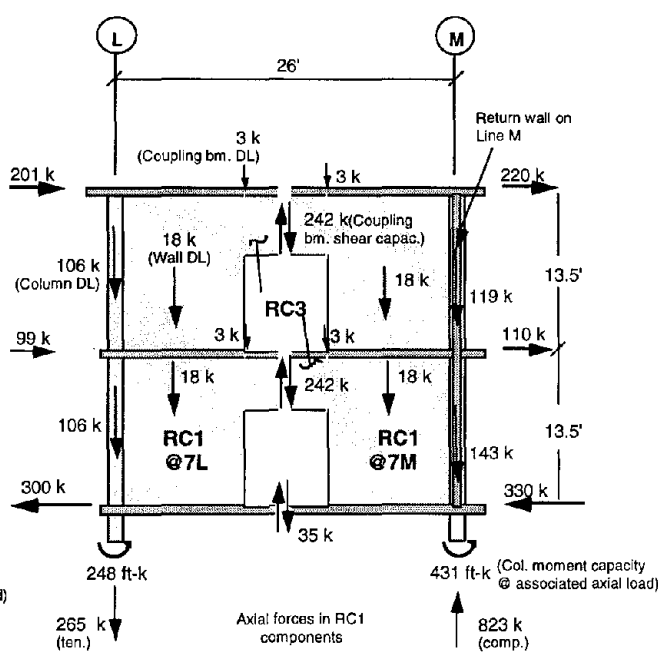 L
M
26'
Return wall on
Line M
3 k
(Coupling bm. DL)
201 k
3 k
220 k
242 k(Coupling
bm. shear capac.)
18 k
(Wall DL)
106 k
(Column DL)
18 k
13.5'
RC3
119 k
99 k
3 k
3 k
110 k
18 k
242 k
18 k
106 k
RC1
@7L
RC1
@7M
13.5'
143 k
300 k
330 k
35 k
248 ft-k
431 ft-k
(Col. moment capacity
@ associated axial load)
d)
265 k
(ten.)
Axial forces in RC1
components
823 k
(comp.)